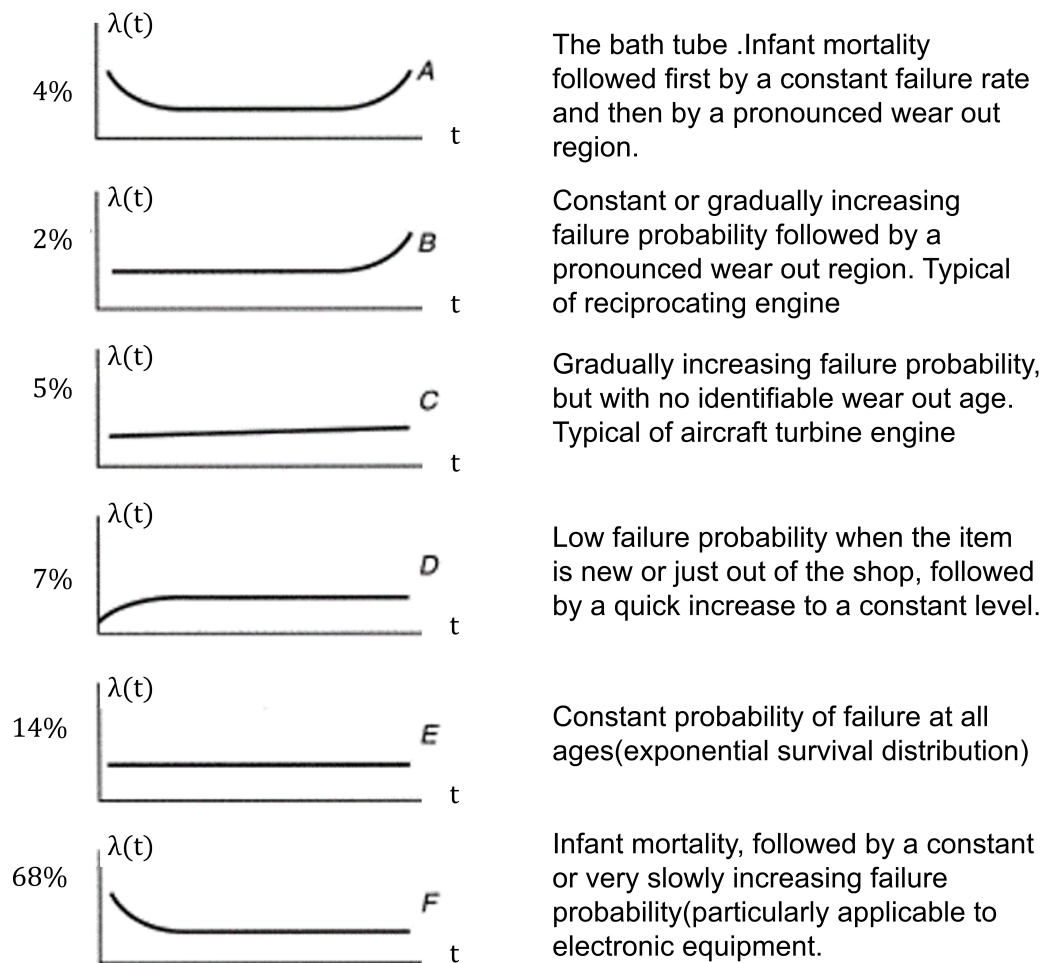 λ(t)
4%
A
t
The bath tube .Infant mortality
followed first by a constant failure rate
and then by a pronounced wear out
region.
λ(t)
2%
B
t
Constant or gradually increasing
failure probability followed by a
pronounced wear out region. Typical
of reciprocating engine
λ(t)
5%
C
t
Gradually increasing failure probability,
but with no identifiable wear out age.
Typical of aircraft turbine engine
λ(t)
7%
D
t
Low failure probability when the item
is new or just out of the shop, followed
by a quick increase to a constant level.
λ(t)
14%
E
t
Constant probability of failure at all
ages(exponential survival distribution)
λ(t)
68%
F
t
Infant mortality, followed by a constant
or very slowly increasing failure
probability(particularly applicable to
electronic equipment.